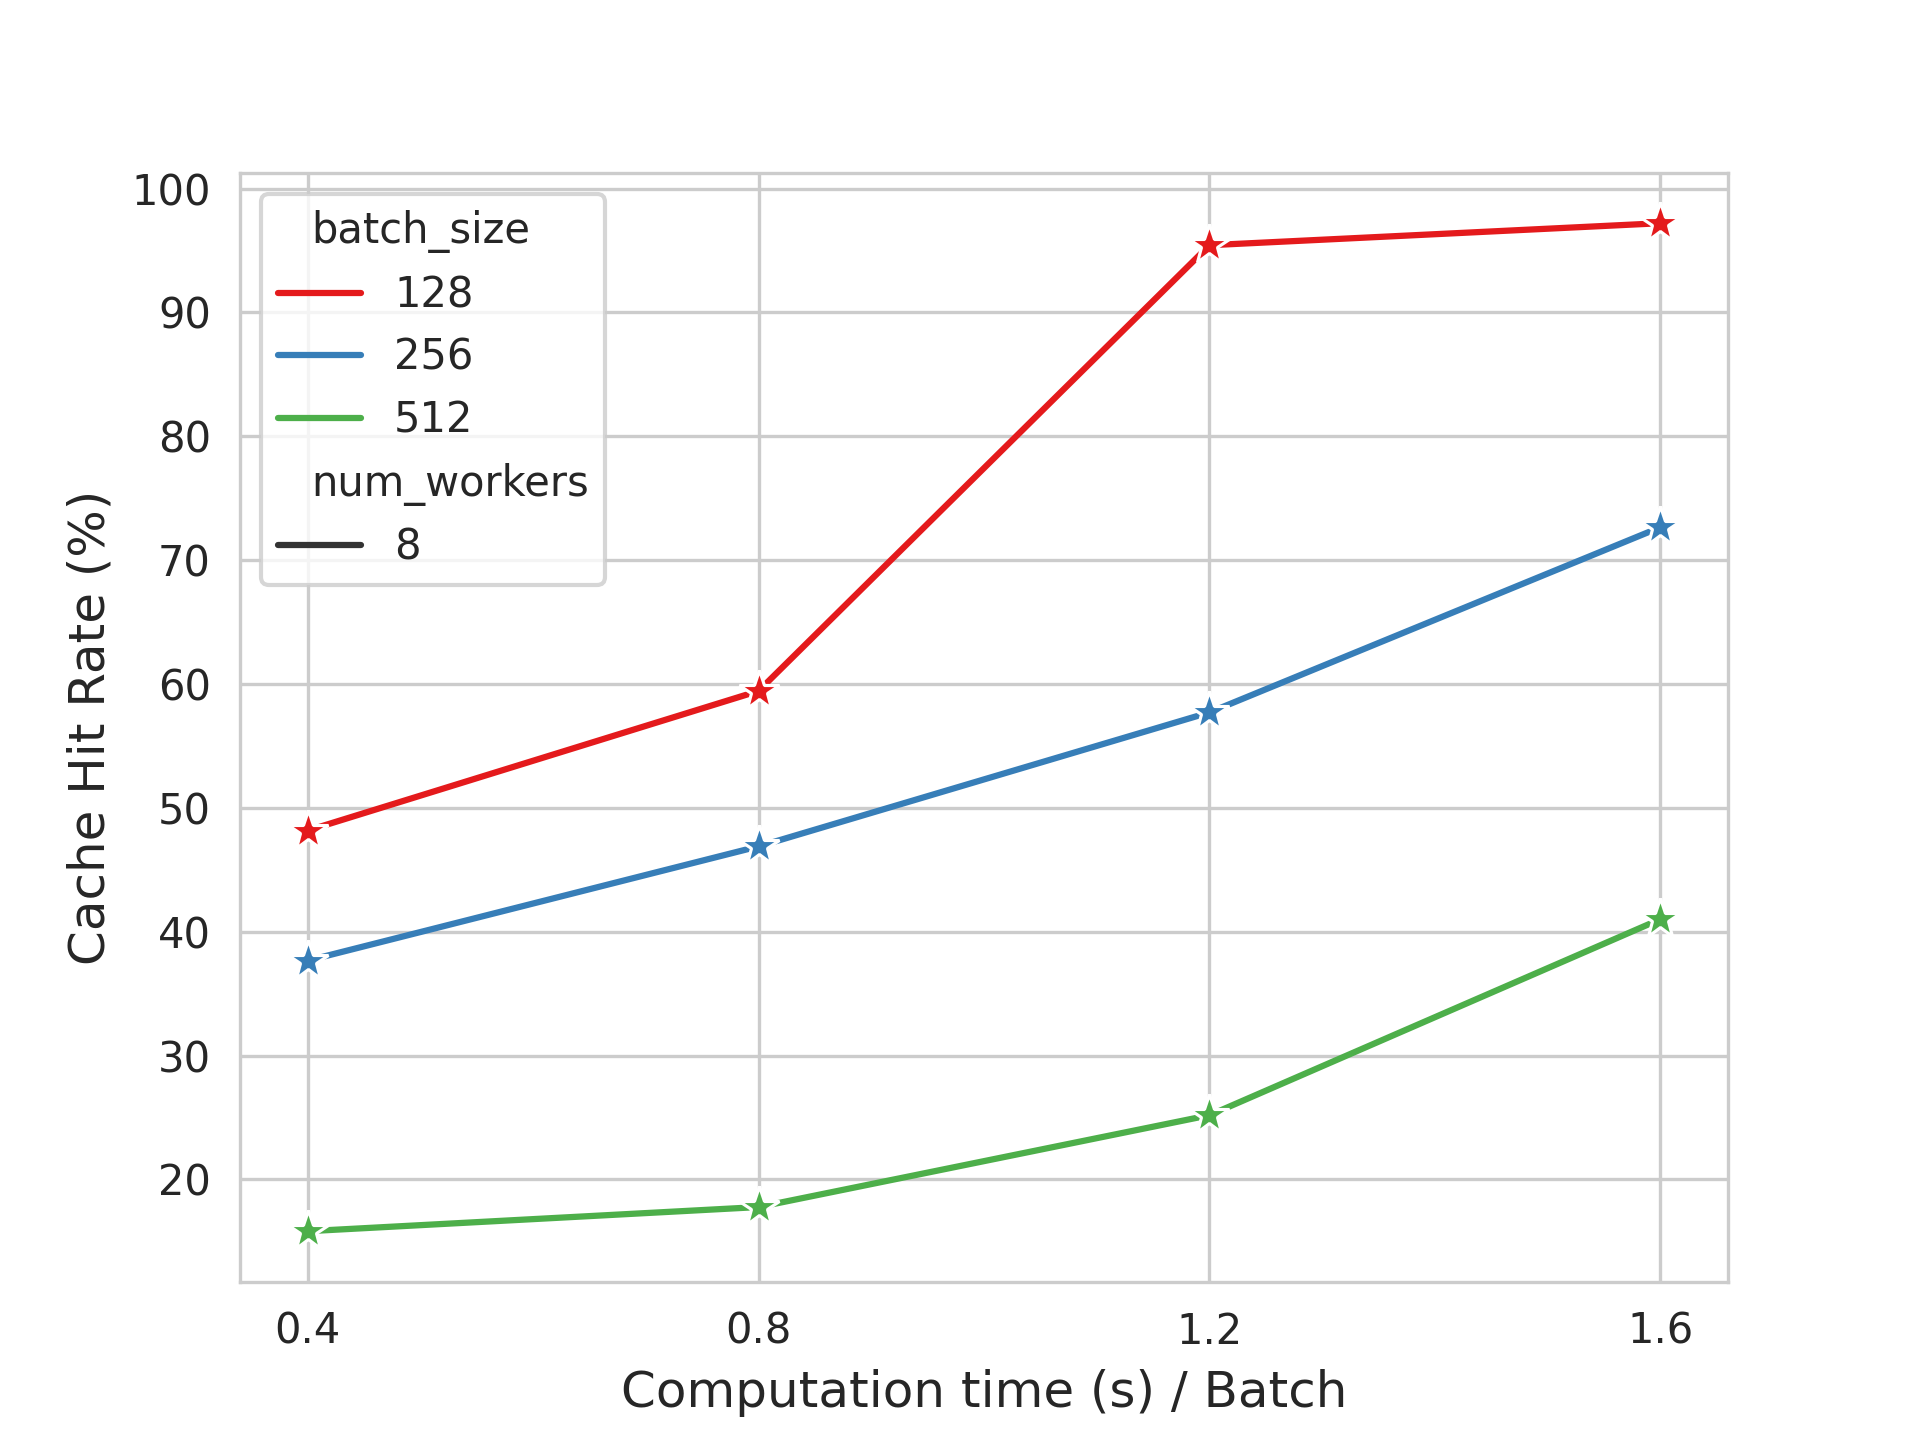 batch_size
128
256
512
num_workers
8
100
90
80
70
60
50
40
30
20
Cache Hit Rate (%)
0.4 0.8 1.2 1.6
Computation time (s) / Batch